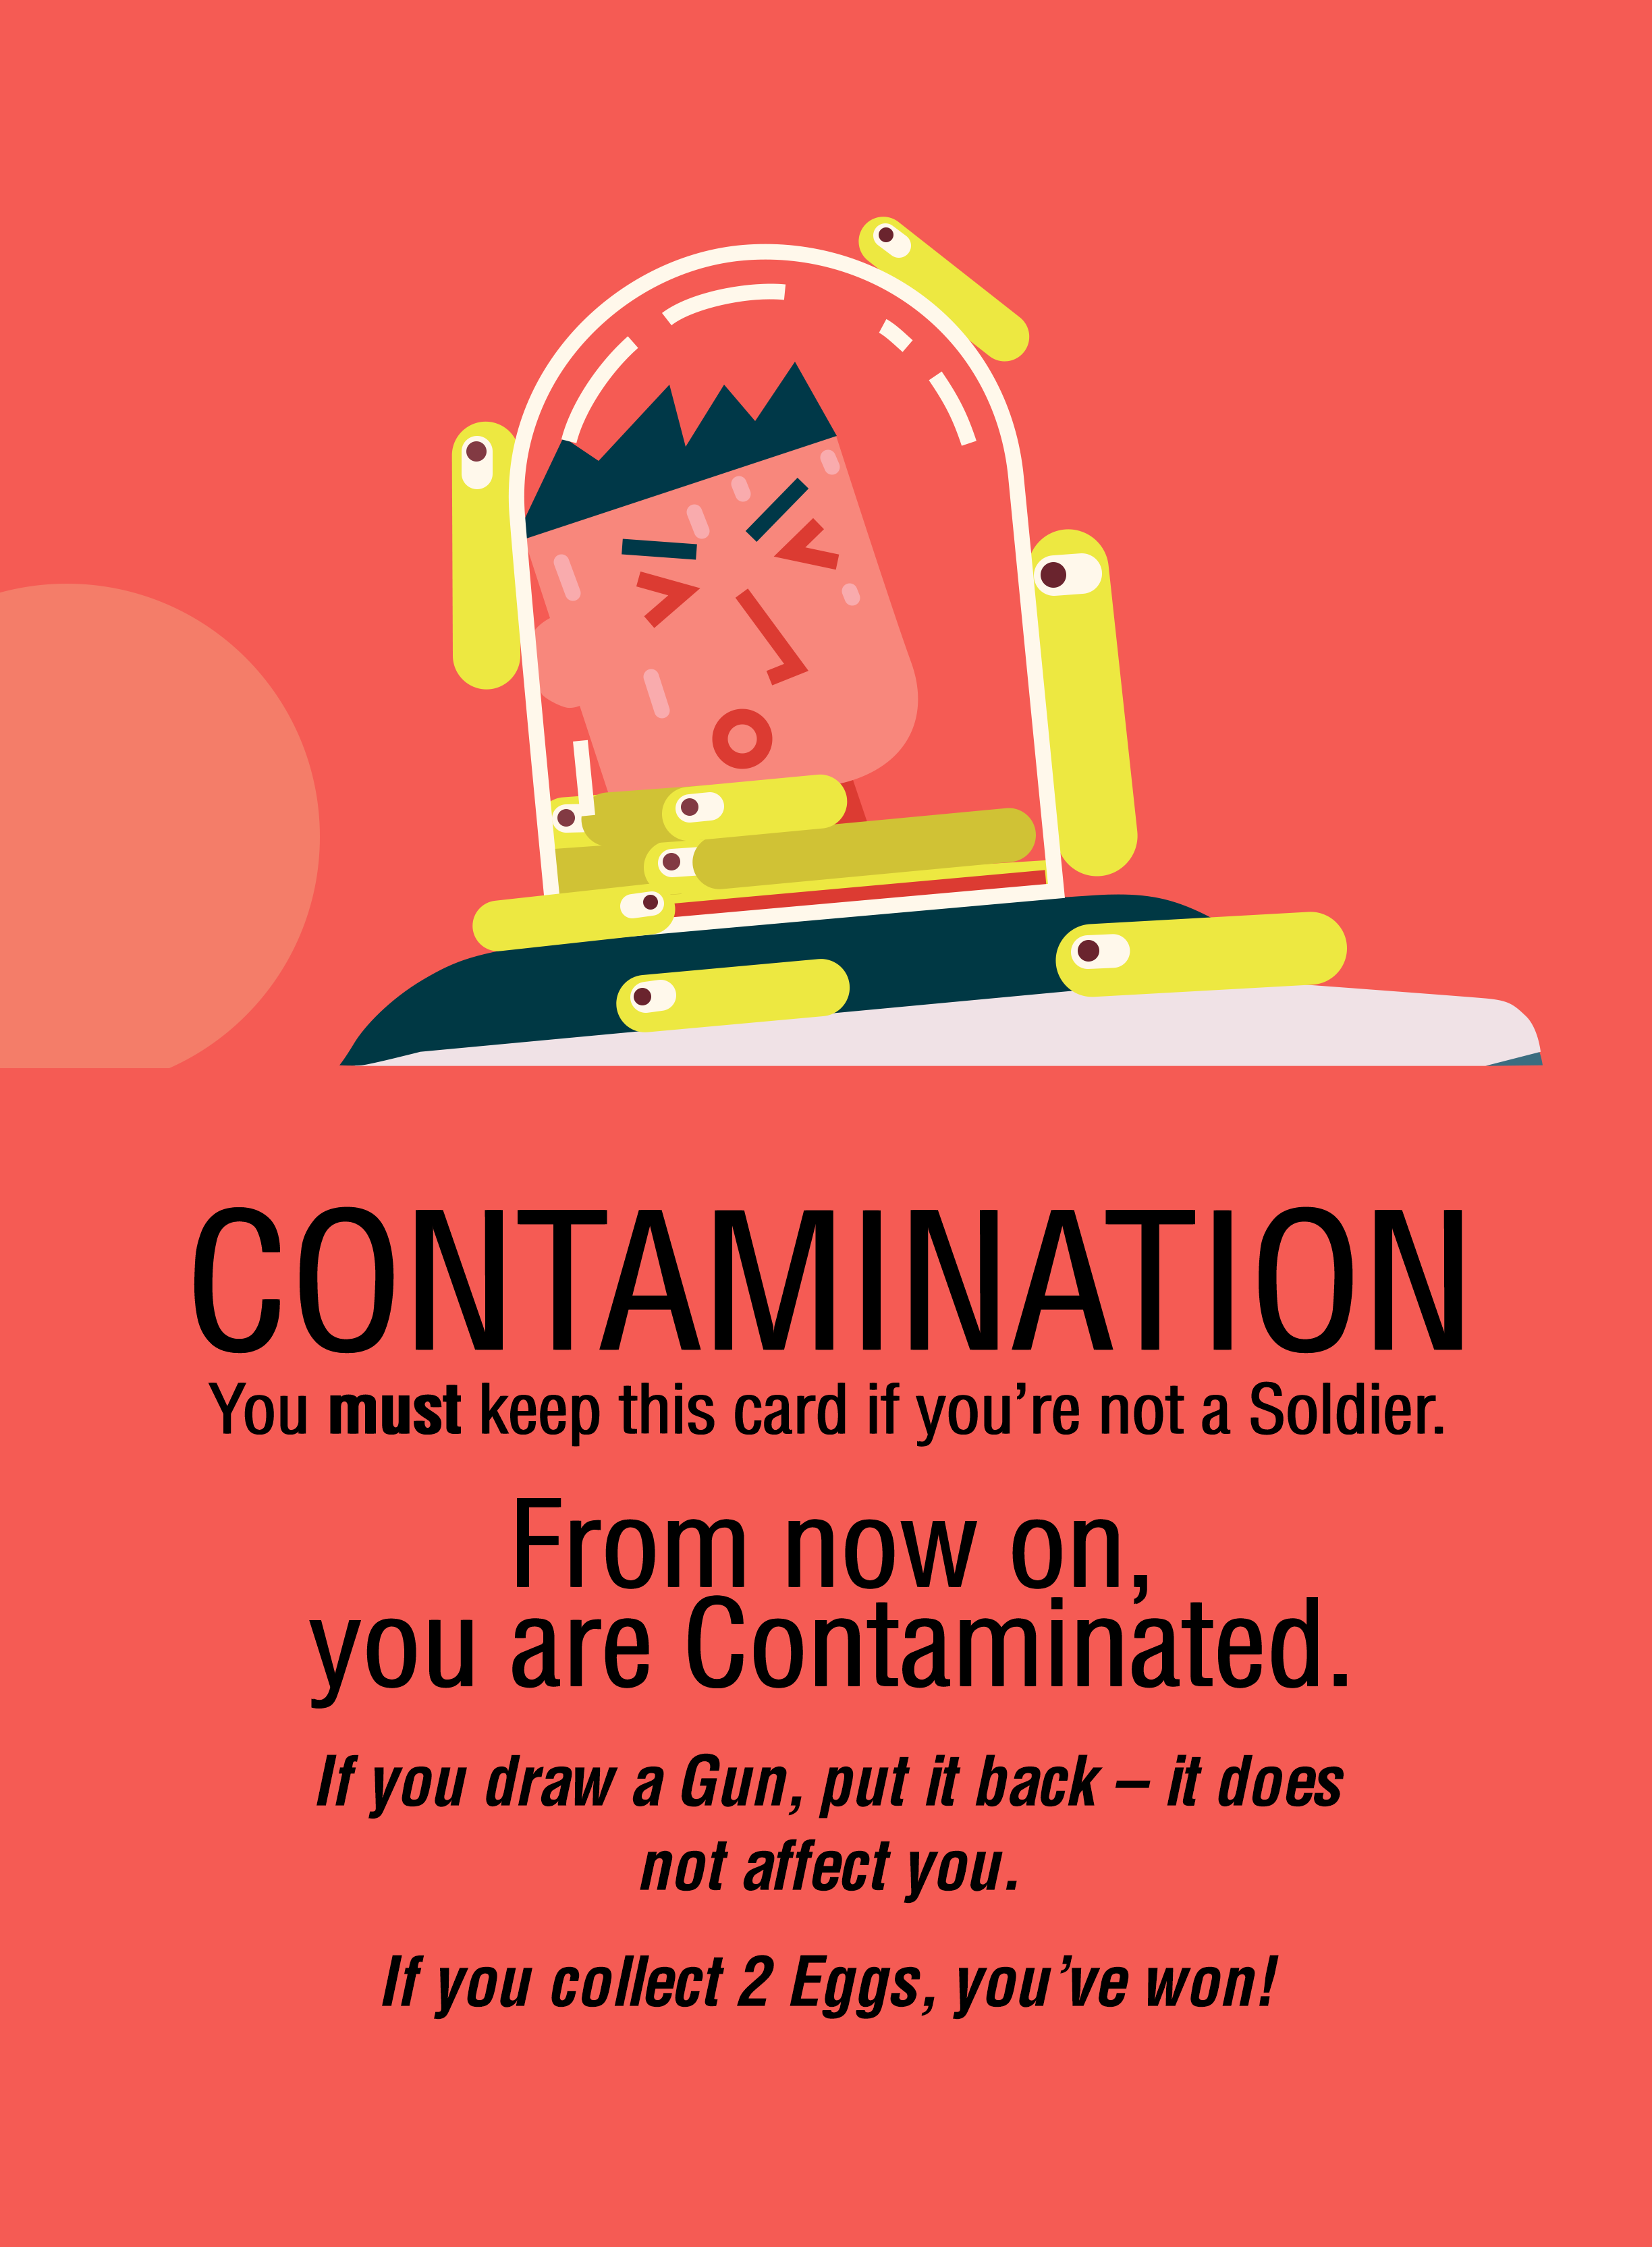 CONTAMINATION
You must keep this card if you’re not a Soldier.
From now on,
you are Contaminated.
If you draw a Gun, put it back – it does
not affect you.
If you collect 2 Eggs, you’ve won!